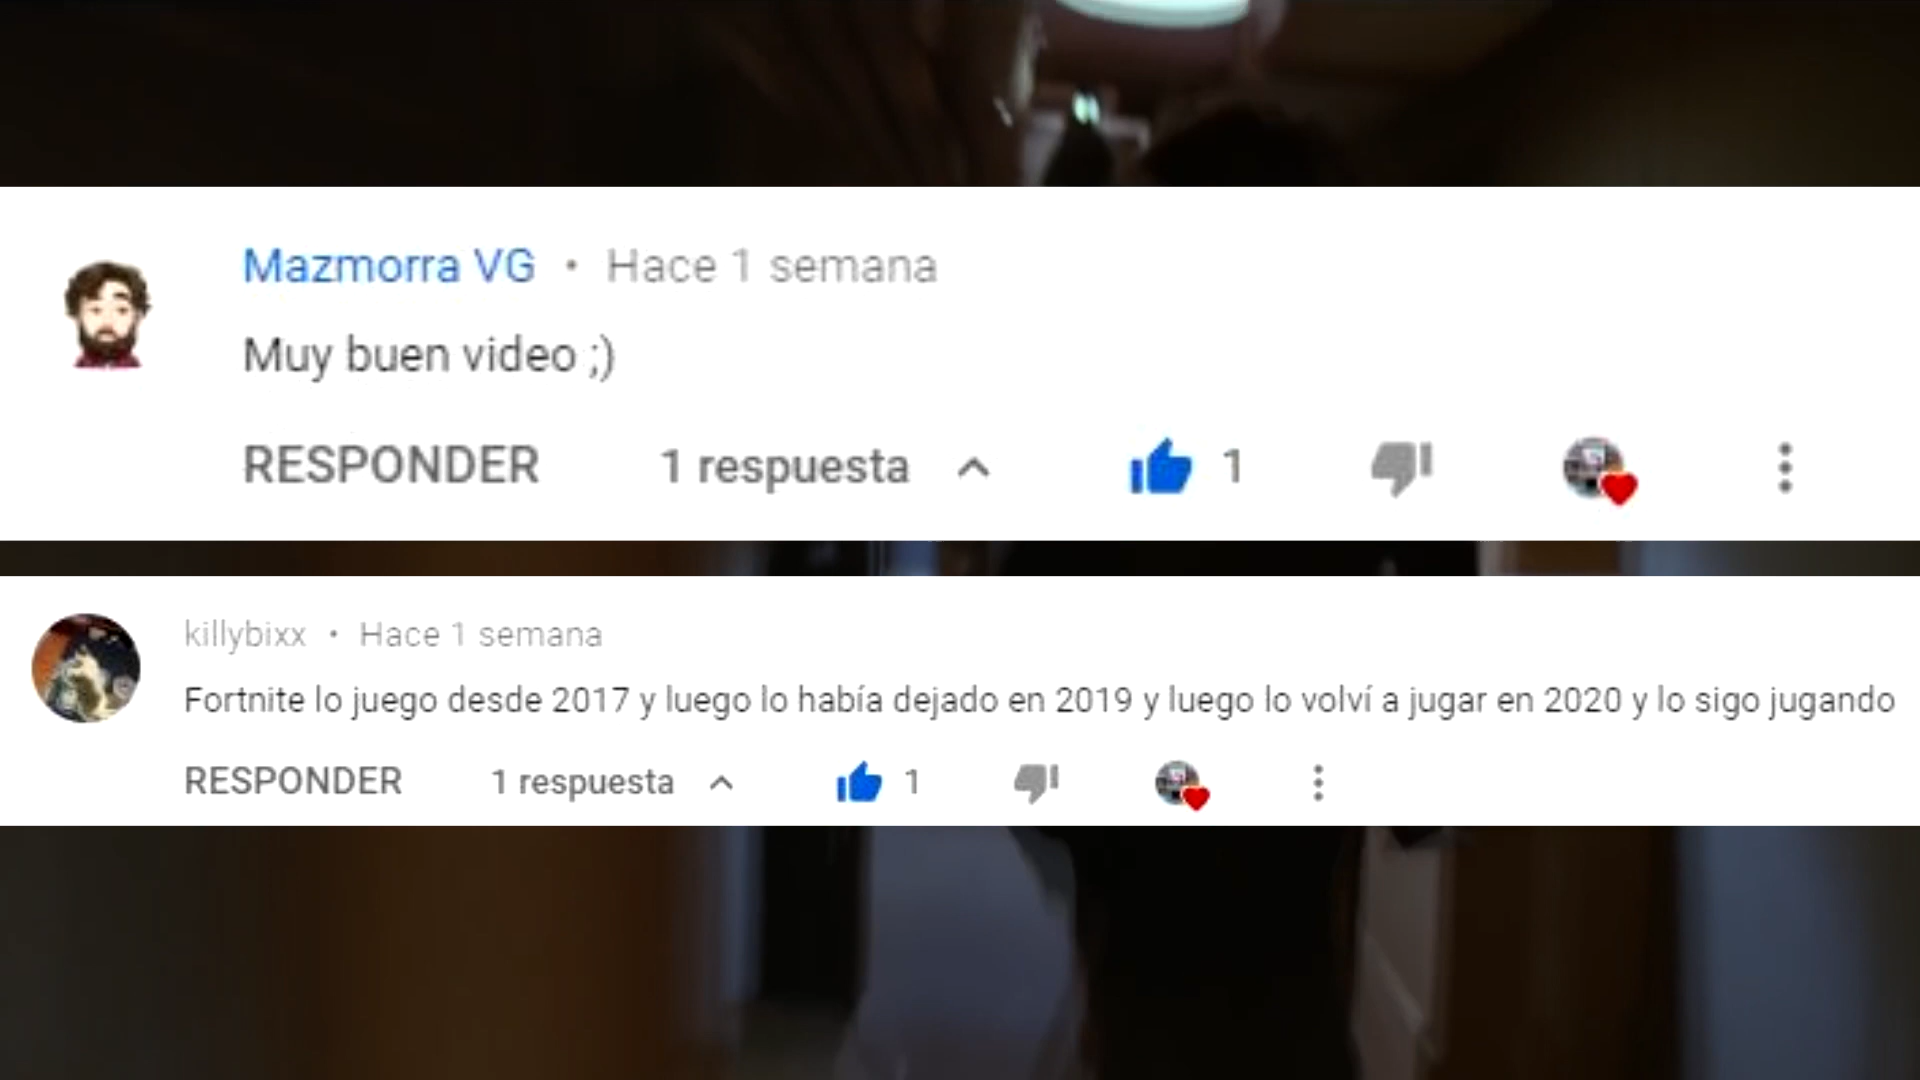 Mazmorra VG • Hace 1 semana
Muy buen video ;)
RESPONDER 1 respuesta 1
killybixx • Hace 1 semana
Fortnite lo juego desde 2017 y luego lo había dejado en 2019 y luego lo volví a jugar en 2020 y lo sigo jugando
RESPONDER 1 respuesta 1